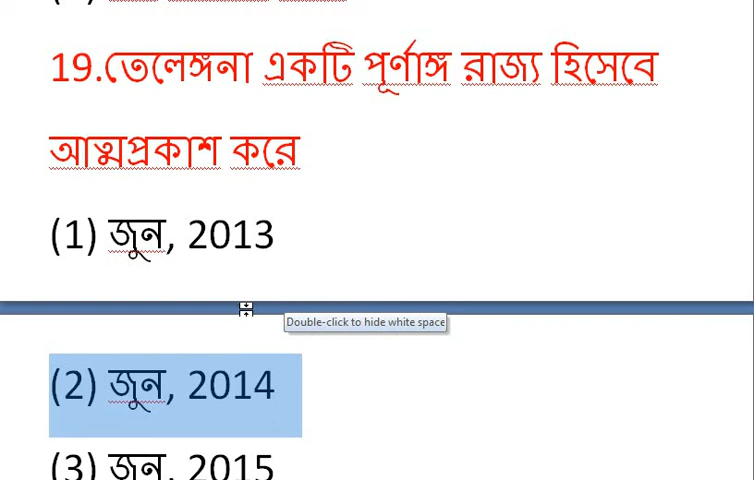 19.তেলেঙ্গনা একটি পূর্ণাঙ্গ রাজ্য হিসেবে
আত্মপ্রকাশ করে
(1) জুন, 2013
Double-click to hide white space
(2) জুন, 2014
(3) জুন, 2015